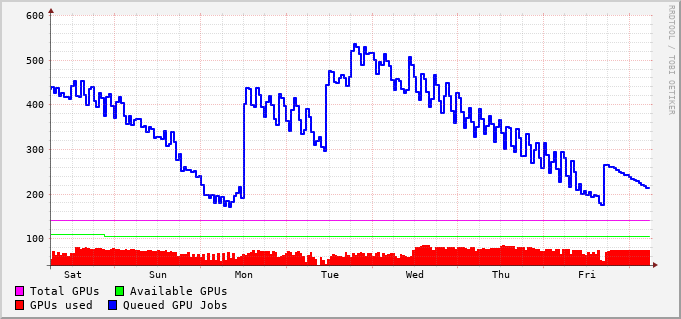 600
500
400
300
200
100
Sat Sun Mon Tue Wed Thu Fri
Total GPUs Available GPUs
GPUs used Queued GPU Jobs
RRDTOOL / TOBI OETIKER